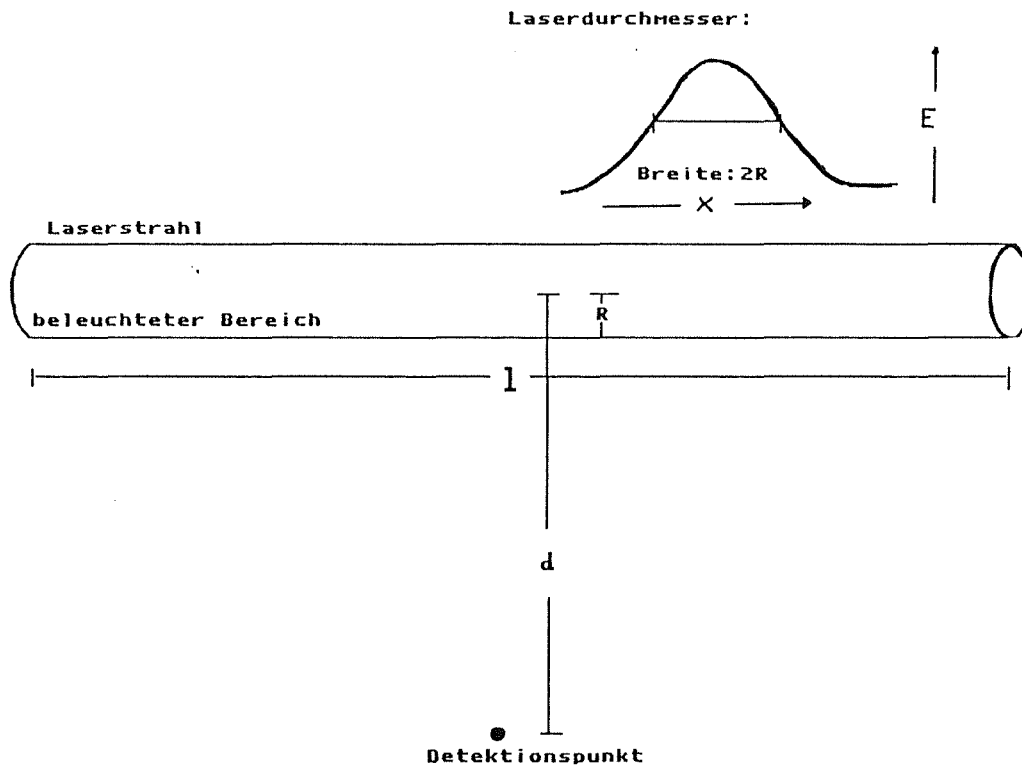 Laserdurchmesser:
E
Breite:2R
X
Laserstrahl
R
beleuchteter Bereich
l
d
Detektionspunkt